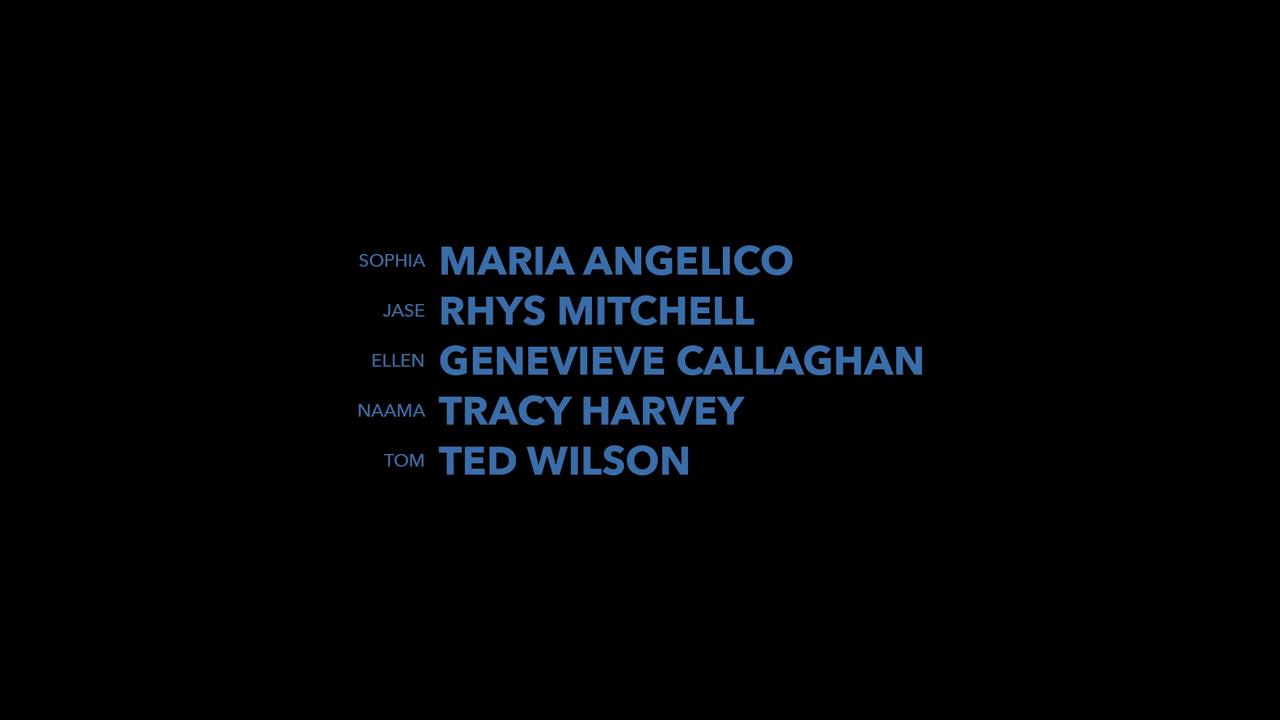 SOPHIA MARIA ANGELICO
JASE RHYS MITCHELL
ELLEN GENEVIEVE CALLAGHAN
NAAMA TRACY HARVEY
TOM TED WILSON